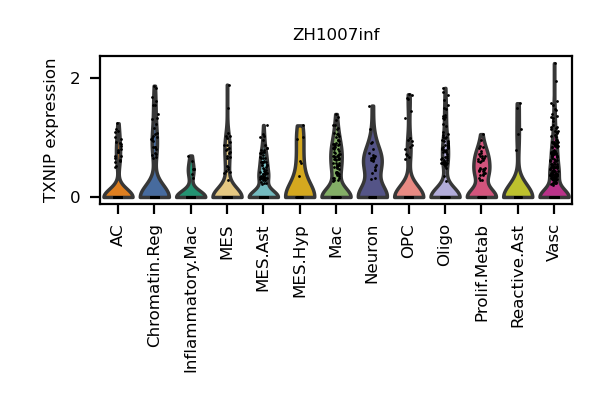 ZH1007inf
TXNIP expression
2
0
AC
Chromatin.Reg
Inflammatory.Mac
MES
MES.Ast
MES.Hyp
Mac
Neuron
OPC
Oligo
Prolif.Metab
Reactive.Ast
Vasc